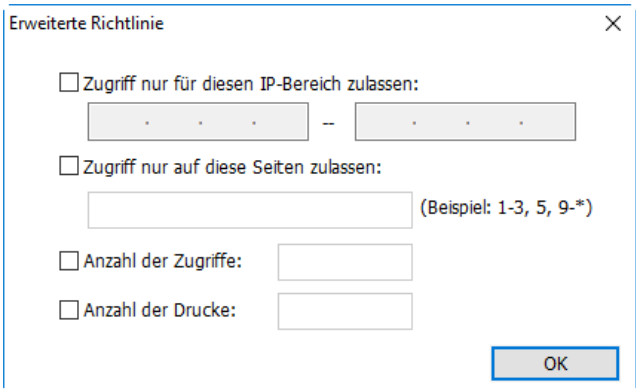 Erweiterte Richtlinie
Zugriff nur für diesen IP-Bereich zulassen:
. . . -- . . .
Zugriff nur auf diese Seiten zulassen:
(Beispiel: 1-3, 5, 9-*)
Anzahl der Zugriffe:
Anzahl der Drucke:
OK